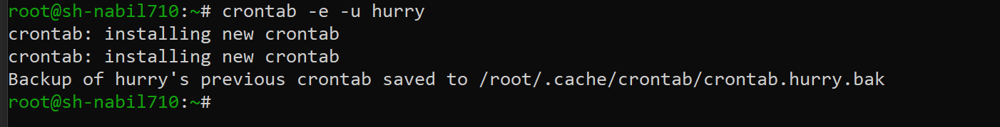 root@sh-nabil710:~# crontab -e -u hurry
crontab: installing new crontab
crontab: installing new crontab
Backup of hurry's previous crontab saved to /root/.cache/crontab/crontab.hurry.bak
root@sh-nabil710:~#